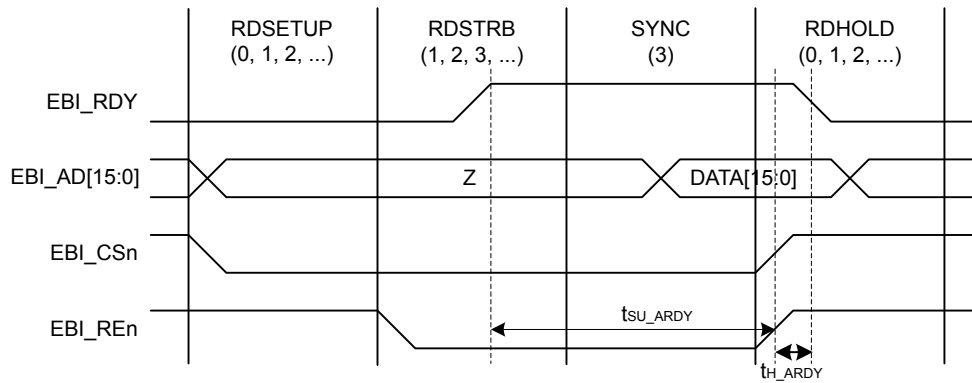 RDSETUP
(0, 1, 2, ...)
RDSTRB
(1, 2, 3, ...)
SYNC
(3)
RDHOLD
(0, 1, 2, ...)
EBI_RDY
EBI_AD[15:0]
Z
DATA[15:0]
EBI_CSn
EBI_REn
tSU_ARDY
tH_ARDY